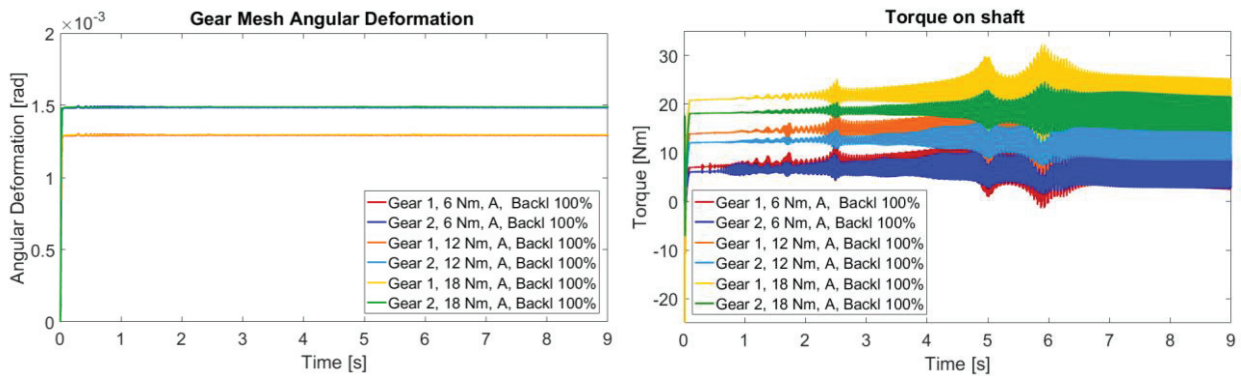 Gear Mesh Angular Deformation
×10⁻³
2
1.5
1
0.5
0
Angular Deformation [rad]
Gear 1, 6 Nm, A,  Backl 100%
Gear 2, 6 Nm, A, Backl 100%
Gear 1, 12 Nm, A, Backl 100%
Gear 2, 12 Nm, A, Backl 100%
Gear 1, 18 Nm, A, Backl 100%
Gear 2, 18 Nm, A, Backl 100%
0 1 2 3 4 5 6 7 8 9
Time [s]
Torque on shaft
30
20
10
0
-10
-20
Torque [Nm]
Gear 1, 6 Nm, A,  Backl 100%
Gear 2, 6 Nm, A, Backl 100%
Gear 1, 12 Nm, A, Backl 100%
Gear 2, 12 Nm, A, Backl 100%
Gear 1, 18 Nm, A, Backl 100%
Gear 2, 18 Nm, A, Backl 100%
0 1 2 3 4 5 6 7 8 9
Time [s]